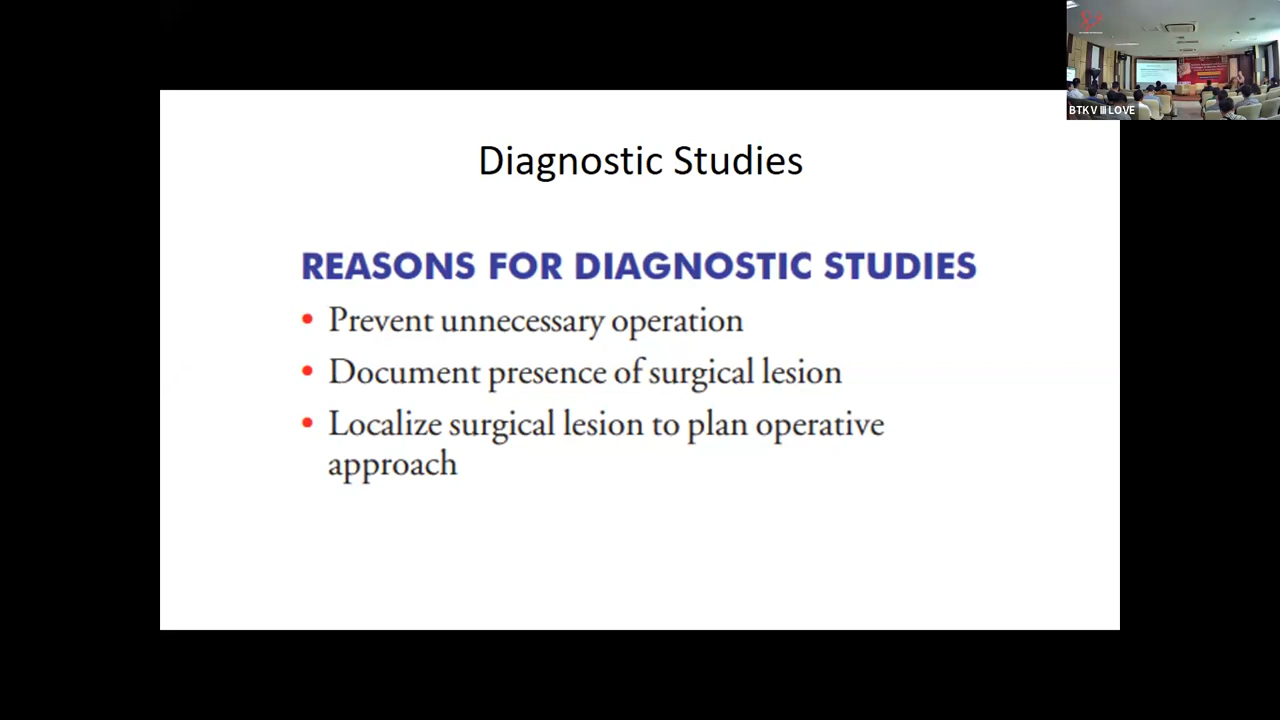 Diagnostic Studies
REASONS FOR DIAGNOSTIC STUDIES
• Prevent unnecessary operation
• Document presence of surgical lesion
• Localize surgical lesion to plan operative
approach
BTKV III LOVE